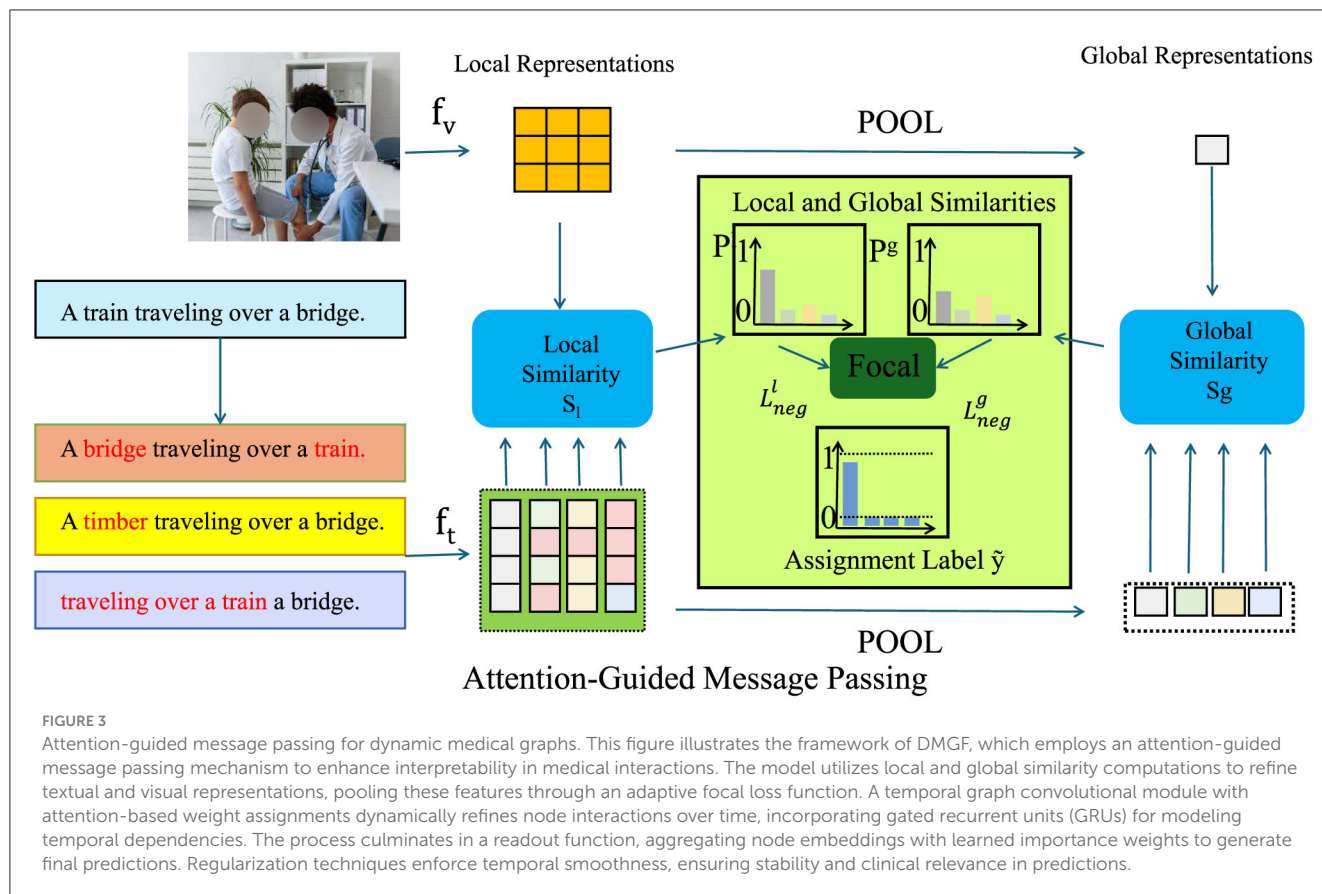 Local Representations
Global Representations
f_v
POOL
A train traveling over a bridge.
Local and Global Similarities
P^l
1
0
P^g
1
0
Local
Similarity
S_l
Focal
Global
Similarity
Sg
L^l_neg
L^g_neg
A bridge traveling over a train.
A timber traveling over a bridge.
traveling over a train a bridge.
f_t
1
0
Assignment Label ỹ
POOL
Attention-Guided Message Passing
FIGURE 3
Attention-guided message passing for dynamic medical graphs. This figure illustrates the framework of DMGF, which employs an attention-guided
message passing mechanism to enhance interpretability in medical interactions. The model utilizes local and global similarity computations to refine
textual and visual representations, pooling these features through an adaptive focal loss function. A temporal graph convolutional module with
attention-based weight assignments dynamically refines node interactions over time, incorporating gated recurrent units (GRUs) for modeling
temporal dependencies. The process culminates in a readout function, aggregating node embeddings with learned importance weights to generate
final predictions. Regularization techniques enforce temporal smoothness, ensuring stability and clinical relevance in predictions.